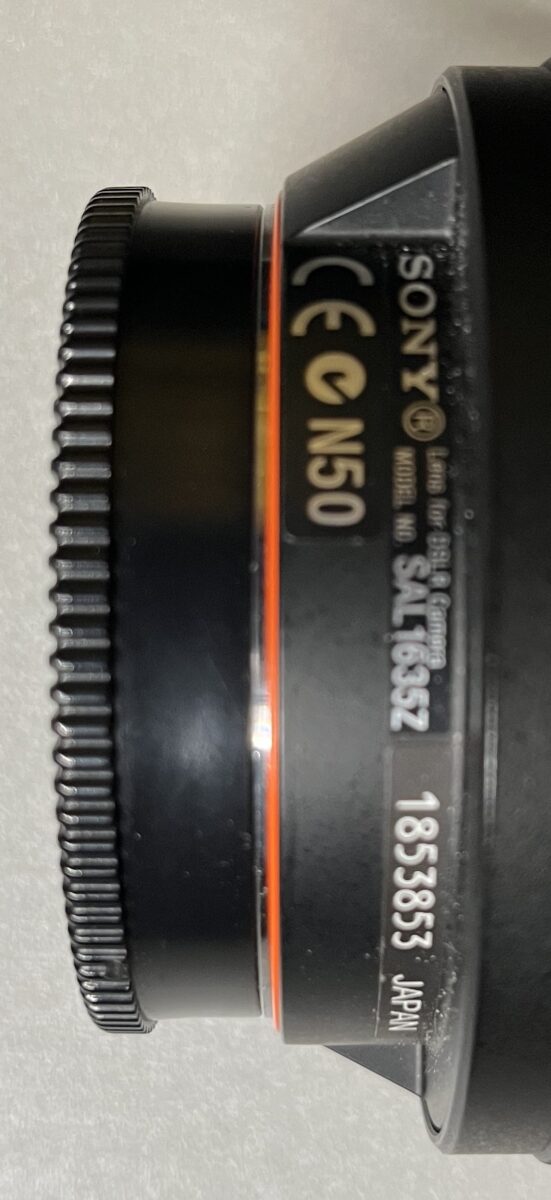 SONY®
Lens for DSLR Camera
MODEL NO. SAL1635Z
1853853 JAPAN
CE N50